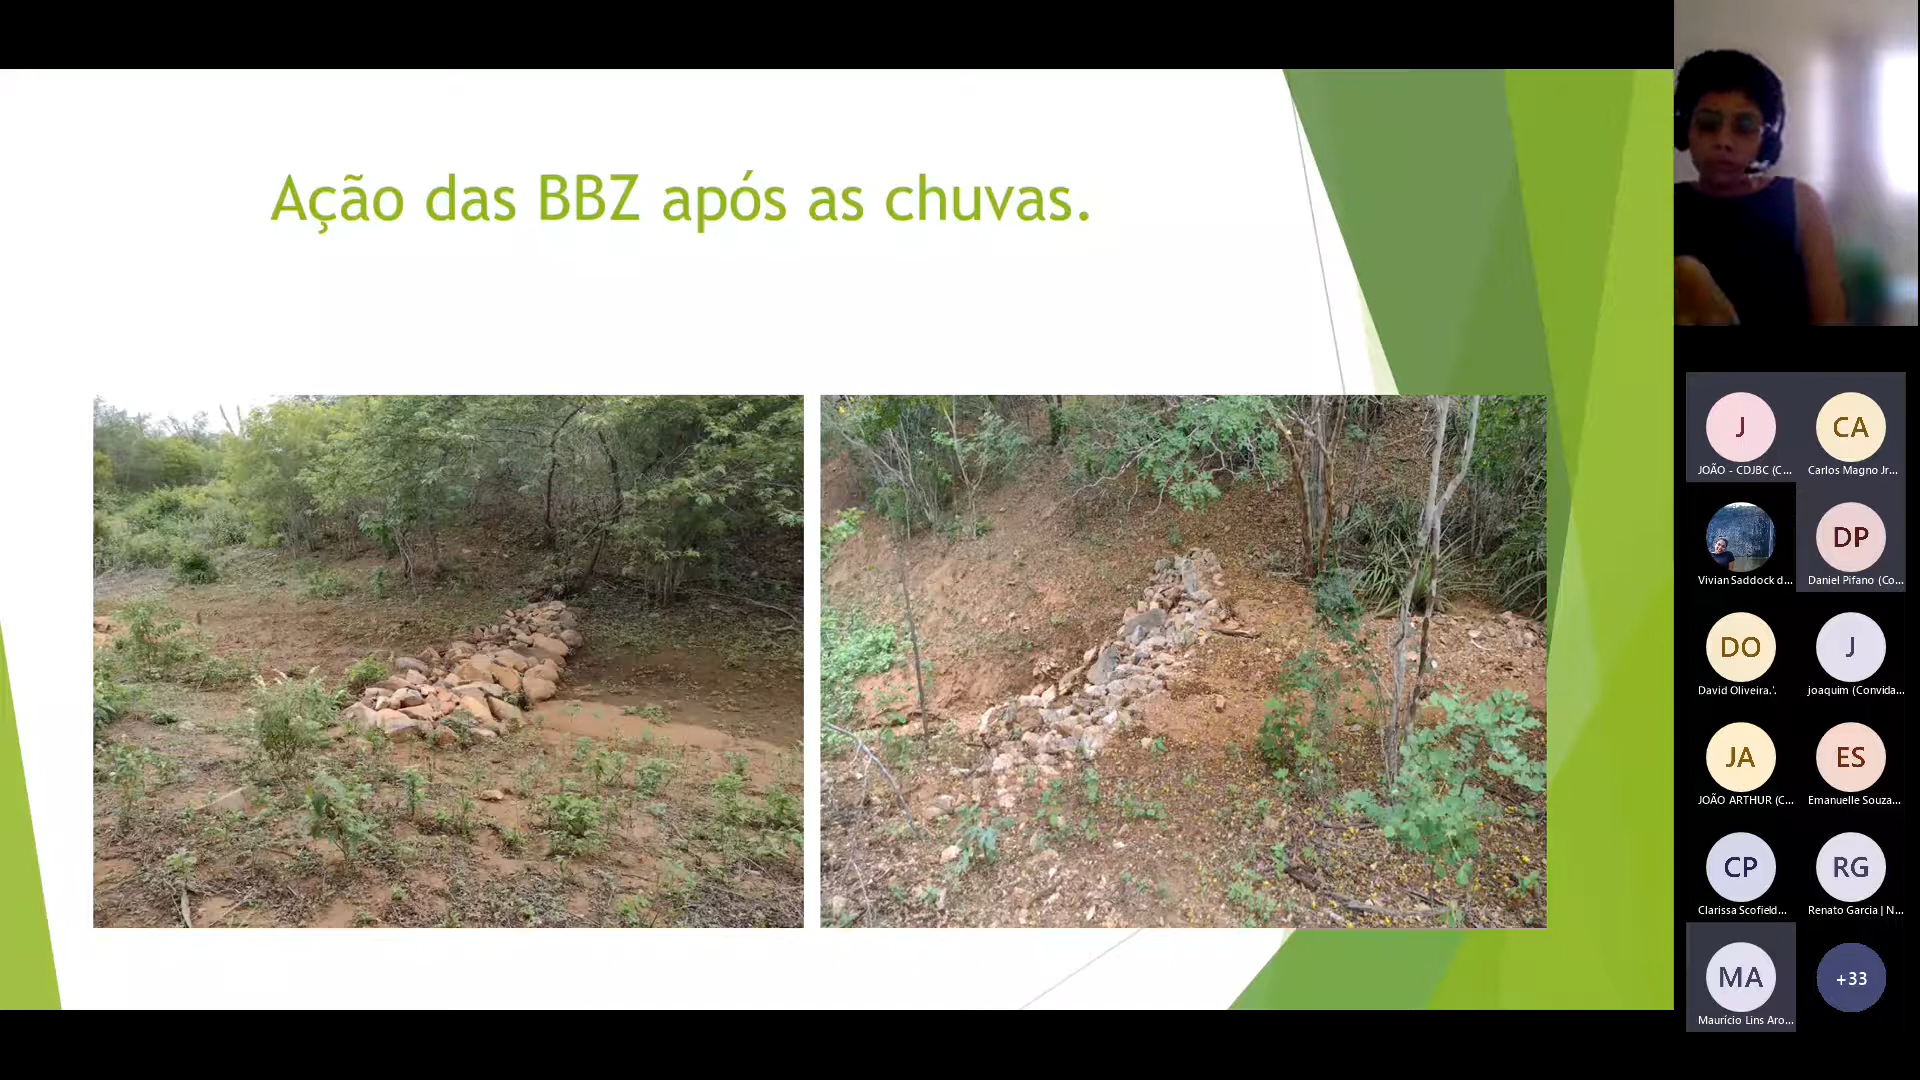 Ação das BBZ após as chuvas.
J
CA
JOÃO - CDJBC (C...
Carlos Magno Jr...
DP
Vivian Saddock d...
Daniel Pifano (Co...
DO
J
David Oliveira.'.
joaquim (Convida...
JA
ES
JOÃO ARTHUR (C...
Emanuelle Souza...
CP
RG
Clarissa Scofield...
Renato Garcia | N...
MA
+33
Maurício Lins Aro...